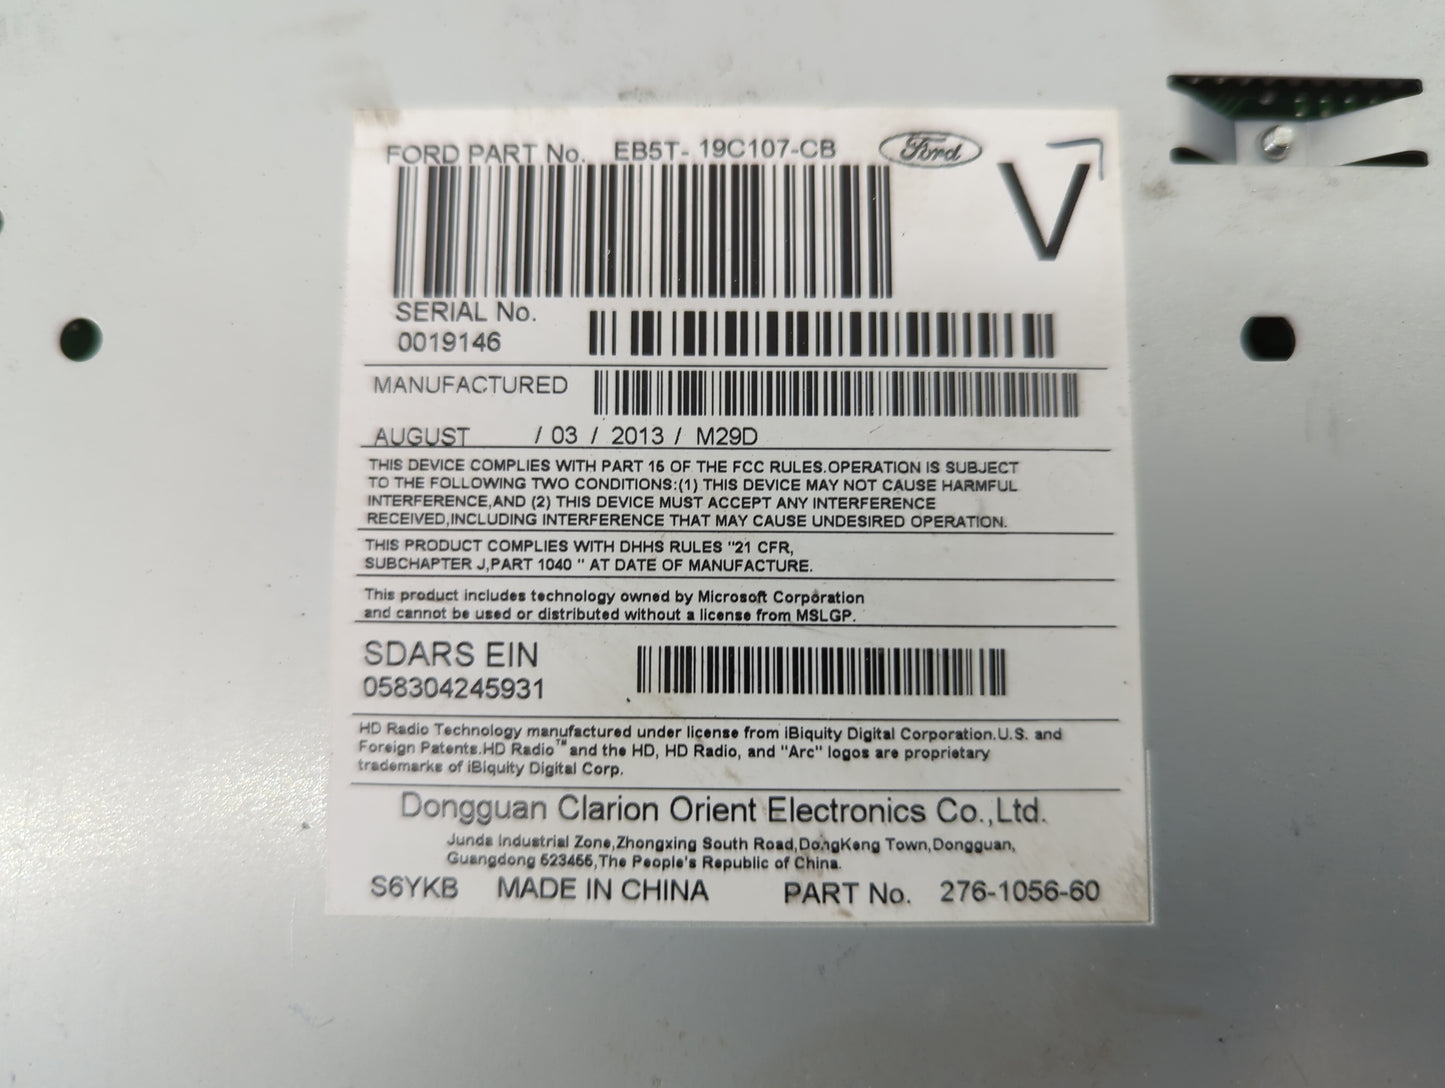 FORD PART No. EB5T- 19C107-CB Ford
V
SERIAL No.
0019146
MANUFACTURED
AUGUST / 03 / 2013 / M29D
THIS DEVICE COMPLIES WITH PART 15 OF THE FCC RULES.OPERATION IS SUBJECT
TO THE FOLLOWING TWO CONDITIONS:(1) THIS DEVICE MAY NOT CAUSE HARMFUL
INTERFERENCE,AND (2) THIS DEVICE MUST ACCEPT ANY INTERFERENCE
RECEIVED,INCLUDING INTERFERENCE THAT MAY CAUSE UNDESIRED OPERATION.
THIS PRODUCT COMPLIES WITH DHHS RULES "21 CFR,
SUBCHAPTER J,PART 1040 " AT DATE OF MANUFACTURE.
This product includes technology owned by Microsoft Corporation
and cannot be used or distributed without a license from MSLGP.
SDARS EIN
058304245931
HD Radio Technology manufactured under license from iBiquity Digital Corporation.U.S. and
Foreign Patents.HD Radio™ and the HD, HD Radio, and "Arc" logos are proprietary
trademarks of iBiquity Digital Corp.
Dongguan Clarion Orient Electronics Co.,Ltd.
Junda Industrial Zone,Zhongxing South Road,DongKeng Town,Dongguan,
Guangdong 523455,The People's Republic of China.
S6YKB MADE IN CHINA PART No. 276-1056-60